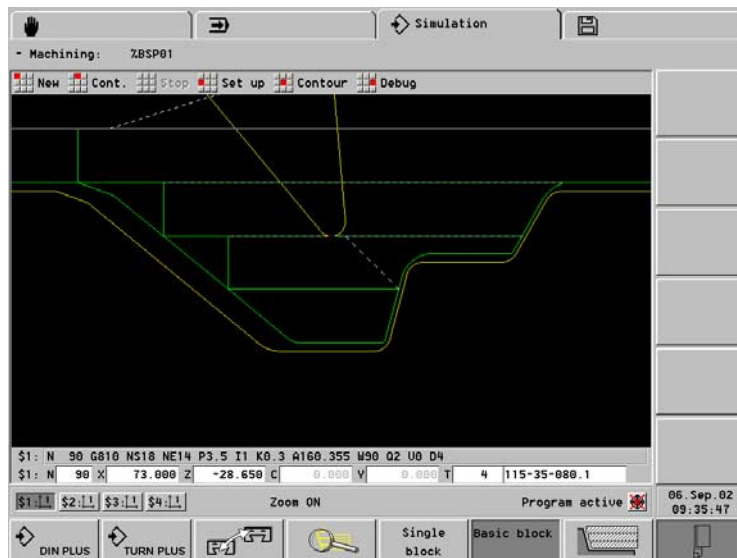 Simulation
- Machining: %BSP01
New Cont. Stop Set up Contour Debug
$1: N 90 G810 NS18 NE14 P3.5 I1 K0.3 A160.355 W90 Q2 V0 D4
$1: N 90 X 73.000 Z -28.650 C 0.000 Y 0.000 T 4 115-35-080.1
$1: $2: $3: $4: Zoom ON Program active
06.Sep.02
09:35:47
DIN PLUS TURN PLUS Single block Basic block